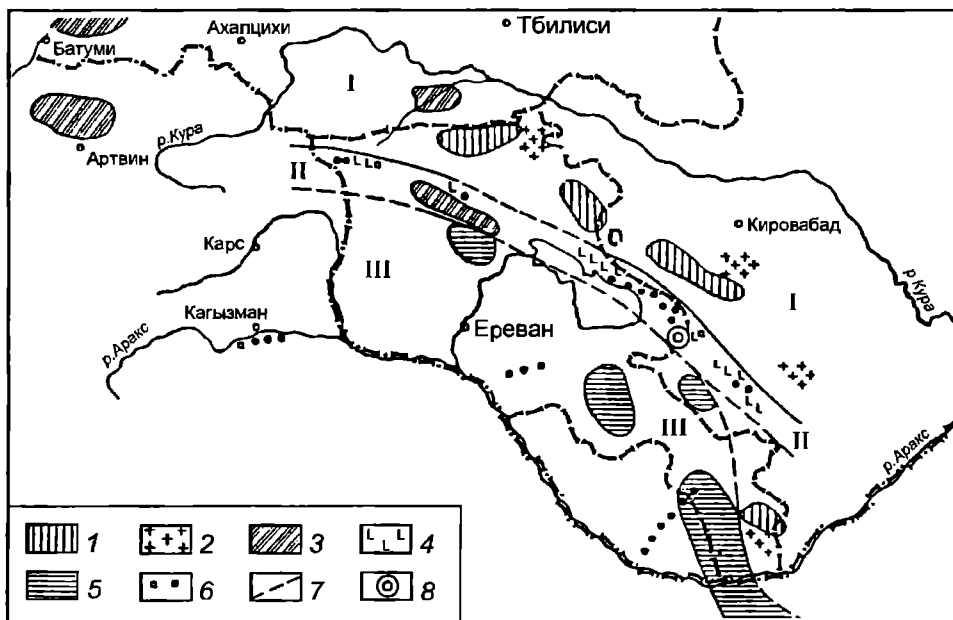 Ахалцихи
Тбилиси
Батуми
I
р.Кура
Артвин
II
Карс
III
Кировабад
I
р.Кура
Кагызман
Ереван
р.Аракс
III
II
р.Аракс
1 2 3 4
5 6 7 8